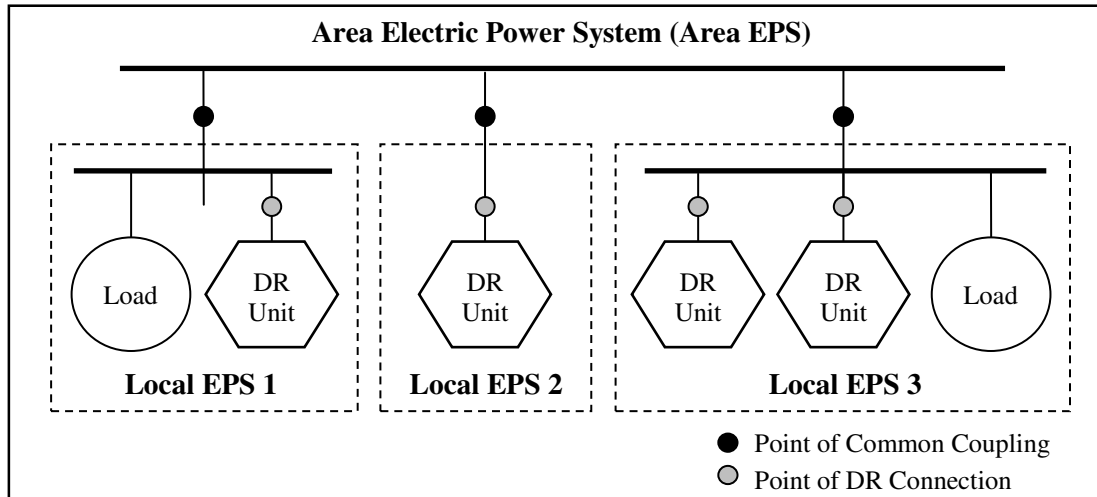 Area Electric Power System (Area EPS)
Load
DR
Unit
DR
Unit
DR
Unit
DR
Unit
Load
Local EPS 1
Local EPS 2
Local EPS 3
Point of Common Coupling
Point of DR Connection